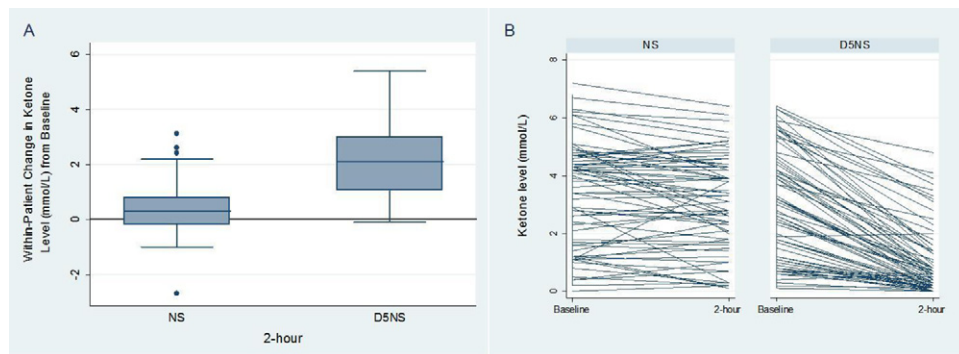 A
Within-Patient Change in Ketone
Level (mmol/L) from Baseline
6
4
2
0
-2
NS
D5NS
2-hour
B
NS
D5NS
Ketone level (mmol/L)
8
6
4
2
0
Baseline
2-hour
Baseline
2-hour